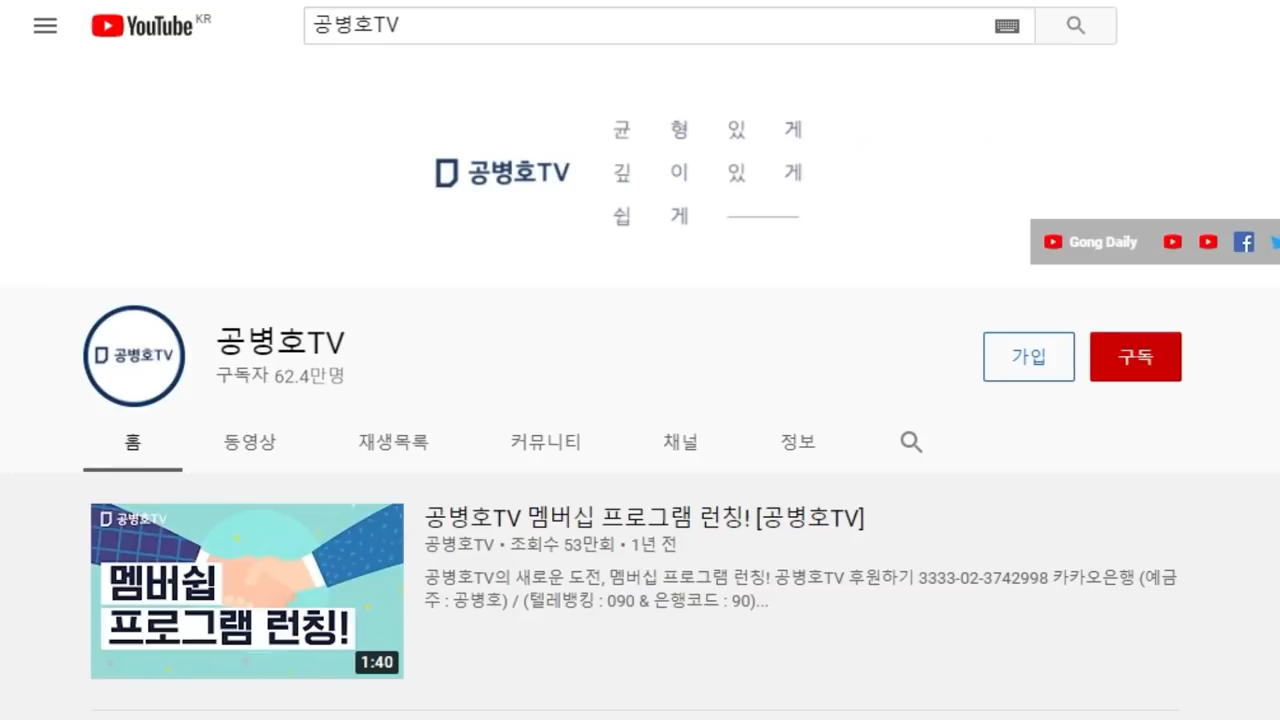 YouTube KR
공병호TV
균 형 있 게
공병호TV
깊 이 있 게
쉽 게
Gong Daily
공병호TV
공병호TV
구독자 62.4만명
가입
구독
홈
동영상
재생목록
커뮤니티
채널
정보
공병호TV
멤버쉽
프로그램 런칭!
1:40
공병호TV 멤버십 프로그램 런칭! [공병호TV]
공병호TV • 조회수 53만회 • 1년 전
공병호TV의 새로운 도전, 멤버십 프로그램 런칭! 공병호TV 후원하기 3333-02-3742998 카카오은행 (예금
주 : 공병호) / (텔레뱅킹 : 090 & 은행코드 : 90)...